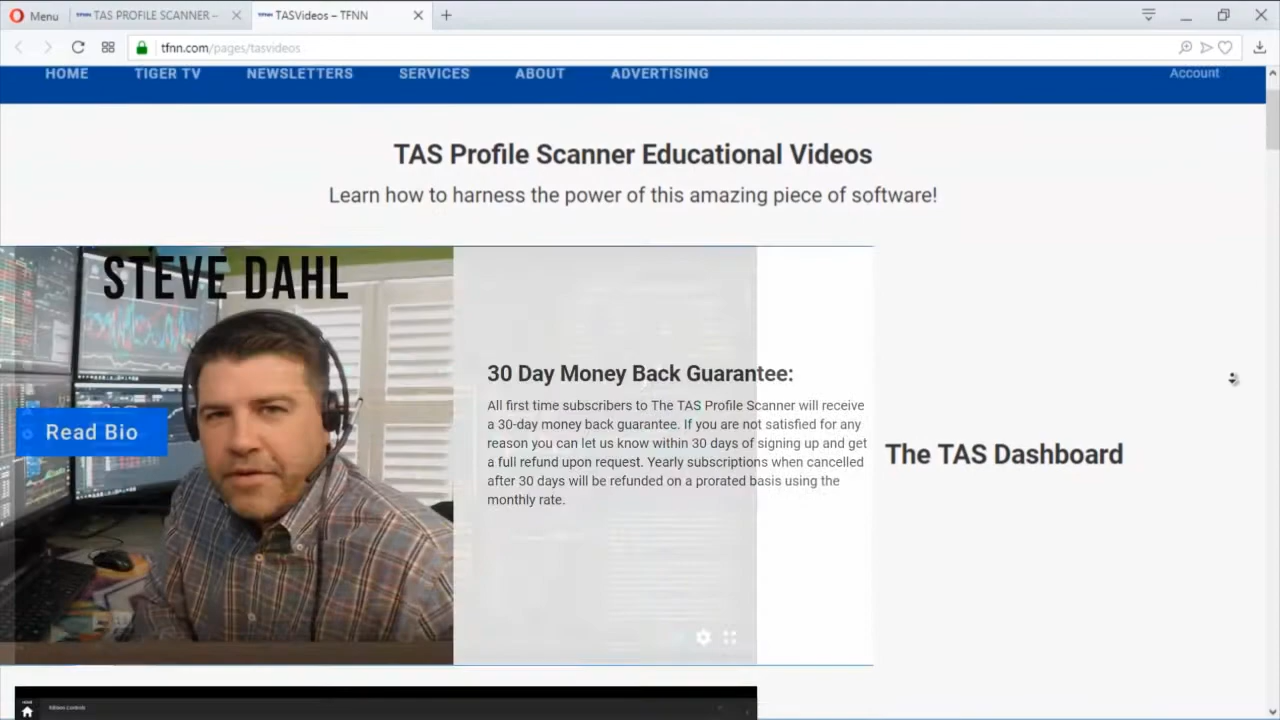 Menu
TAS PROFILE SCANNER –
TASVideos – TFNN
tfnn.com/pages/tasvideos
HOME
TIGER TV
NEWSLETTERS
SERVICES
ABOUT
ADVERTISING
Account
TAS Profile Scanner Educational Videos
Learn how to harness the power of this amazing piece of software!
STEVE DAHL
Read Bio
30 Day Money Back Guarantee:
All first time subscribers to The TAS Profile Scanner will receive
a 30-day money back guarantee. If you are not satisfied for any
reason you can let us know within 30 days of signing up and get
a full refund upon request. Yearly subscriptions when cancelled
after 30 days will be refunded on a prorated basis using the
monthly rate.
The TAS Dashboard